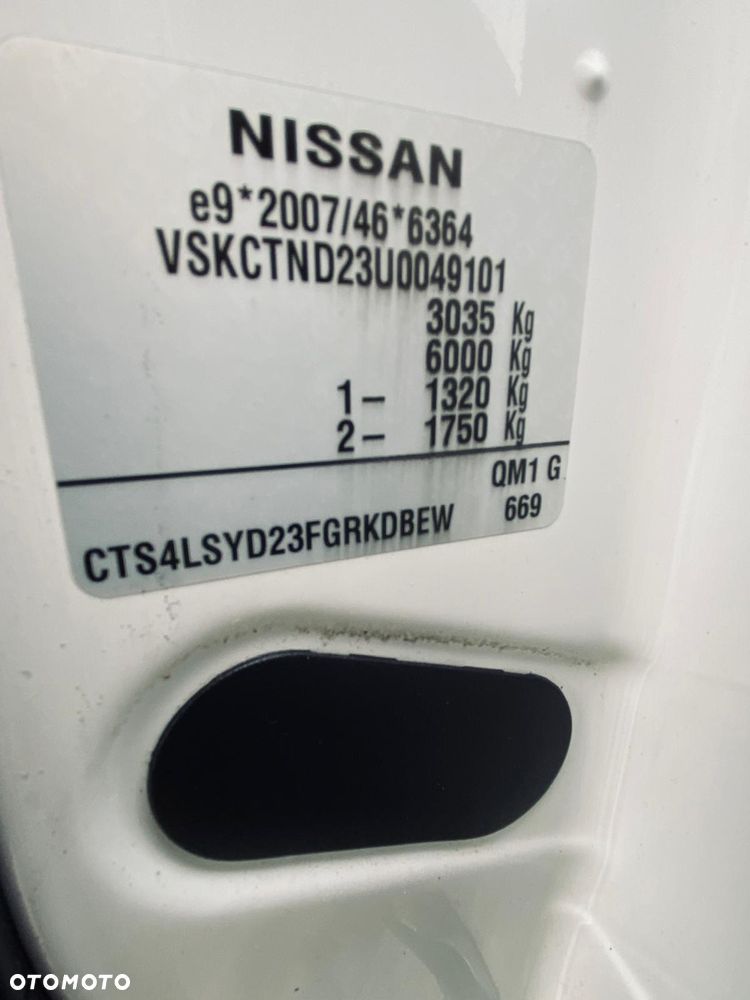 NISSAN
e9*2007/46*6364
VSKCTND23U0049101
3035 Kg
6000 Kg
1- 1320 Kg
2- 1750 Kg
QM1 G
CTS4LSYD23FGRKDBEW 669
OTOMOTO